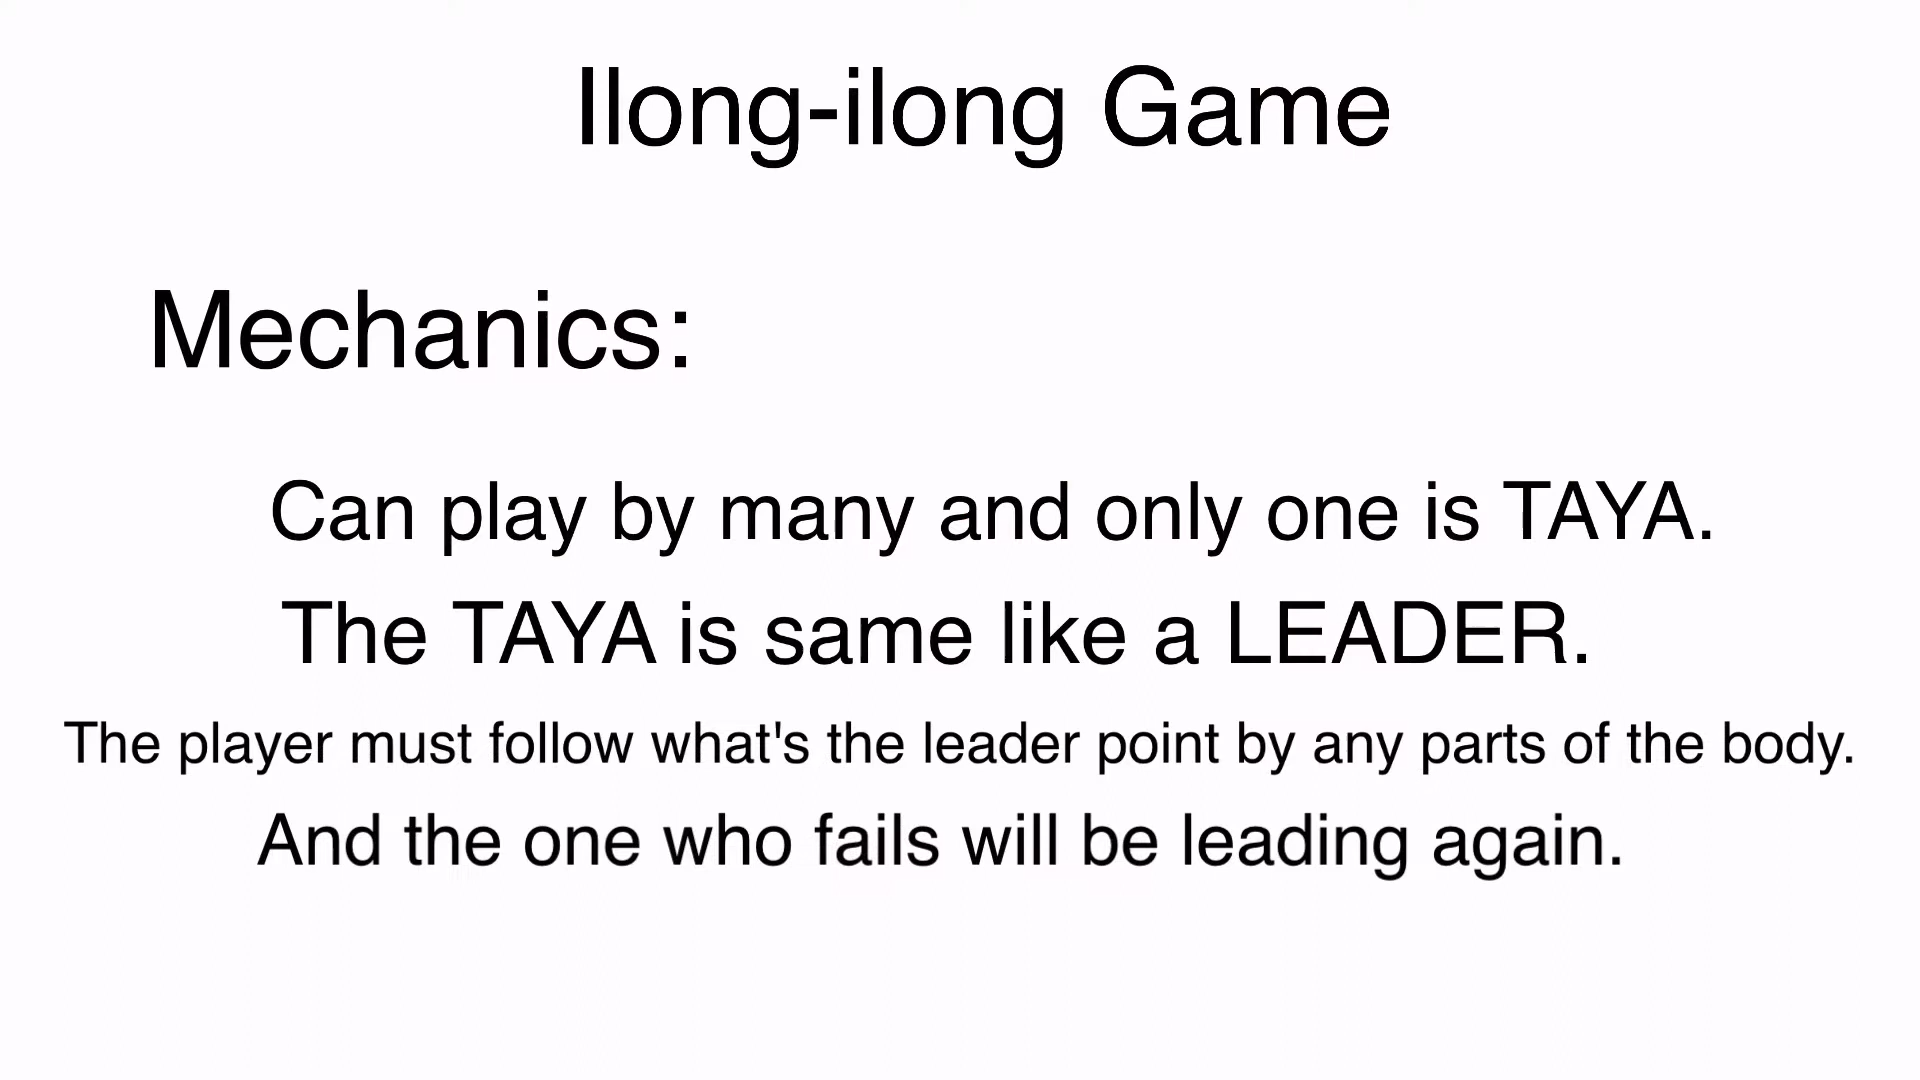 Ilong-ilong Game
Mechanics:
Can play by many and only one is TAYA.
The TAYA is same like a LEADER.
The player must follow what's the leader point by any parts of the body.
And the one who fails will be leading again.